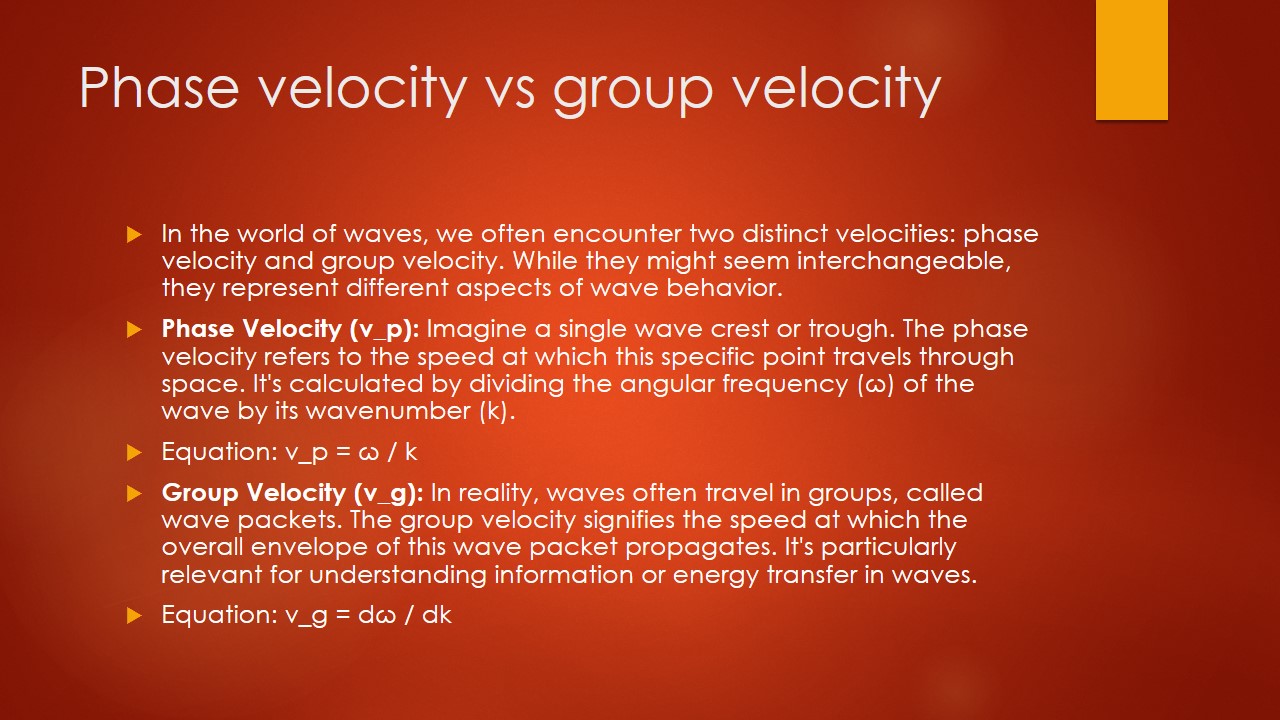 Phase velocity vs group velocity
In the world of waves, we often encounter two distinct velocities: phase
velocity and group velocity. While they might seem interchangeable,
they represent different aspects of wave behavior.
Phase Velocity (v_p): Imagine a single wave crest or trough. The phase
velocity refers to the speed at which this specific point travels through
space. It's calculated by dividing the angular frequency (ω) of the
wave by its wavenumber (k).
Equation: v_p = ω / k
Group Velocity (v_g): In reality, waves often travel in groups, called
wave packets. The group velocity signifies the speed at which the
overall envelope of this wave packet propagates. It's particularly
relevant for understanding information or energy transfer in waves.
Equation: v_g = dω / dk